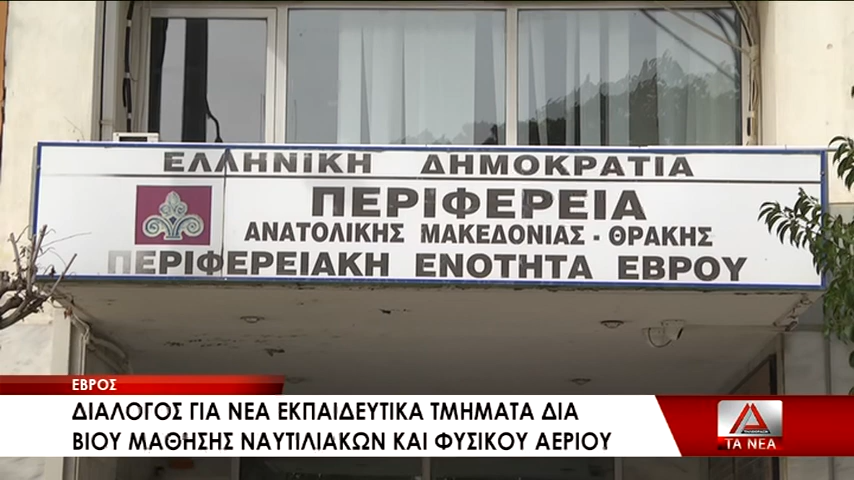 ΕΛΛΗΝΙΚΗ ΔΗΜΟΚΡΑΤΙΑ
ΠΕΡΙΦΕΡΕΙΑ
ΑΝΑΤΟΛΙΚΗΣ ΜΑΚΕΔΟΝΙΑΣ - ΘΡΑΚΗΣ
ΠΕΡΙΦΕΡΕΙΑΚΗ ΕΝΟΤΗΤΑ ΕΒΡΟΥ
ΕΒΡΟΣ
ΔΙΑΛΟΓΟΣ ΓΙΑ ΝΕΑ ΕΚΠΑΙΔΕΥΤΙΚΑ ΤΜΗΜΑΤΑ ΔΙΑ
ΒΙΟΥ ΜΑΘΗΣΗΣ ΝΑΥΤΙΛΙΑΚΩΝ ΚΑΙ ΦΥΣΙΚΟΥ ΑΕΡΙΟΥ
ΤΑ ΝΕΑ